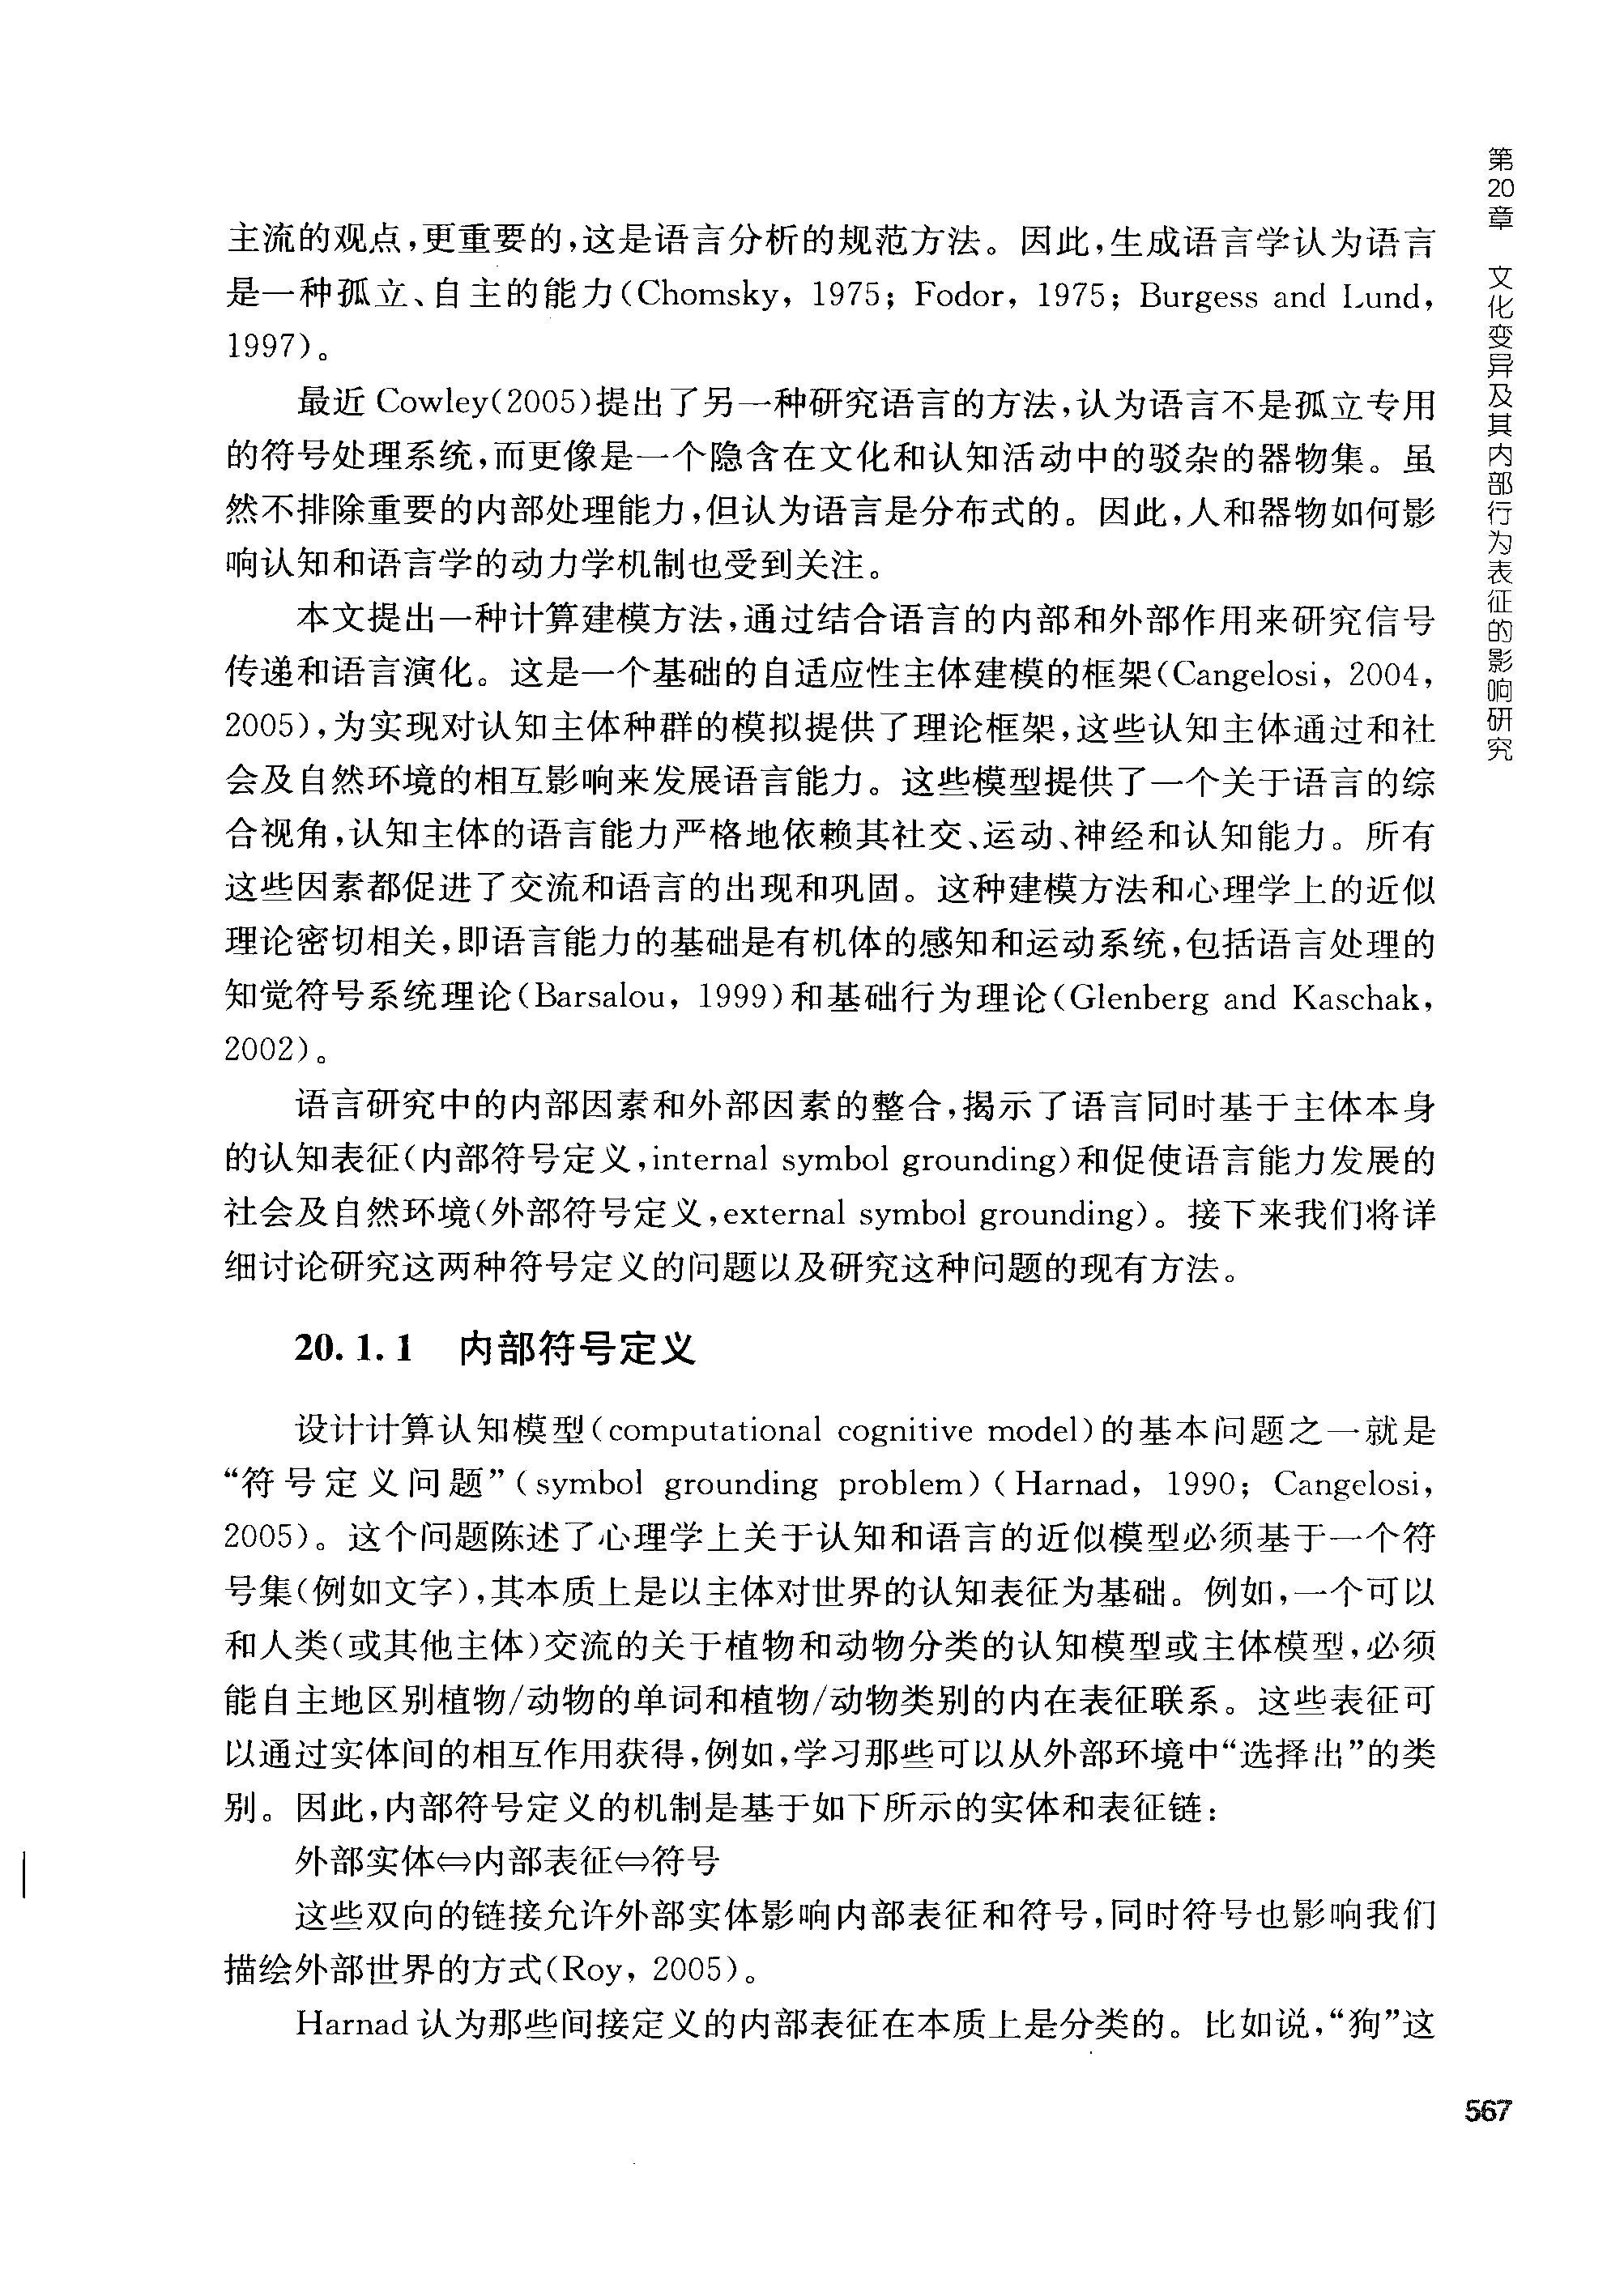 第20章 文化变异及其内部行为表征的影响研究
主流的观点,更重要的,这是语言分析的规范方法。因此,生成语言学认为语言
是一种孤立、自主的能力(Chomsky, 1975; Fodor, 1975; Burgess and Lund,
1997)。
最近 Cowley(2005)提出了另一种研究语言的方法,认为语言不是孤立专用
的符号处理系统,而更像是一个隐含在文化和认知活动中的驳杂的器物集。虽
然不排除重要的内部处理能力,但认为语言是分布式的。因此,人和器物如何影
响认知和语言学的动力学机制也受到关注。
本文提出一种计算建模方法,通过结合语言的内部和外部作用来研究信号
传递和语言演化。这是一个基础的自适应性主体建模的框架(Cangelosi, 2004,
2005),为实现对认知主体种群的模拟提供了理论框架,这些认知主体通过和社
会及自然环境的相互影响来发展语言能力。这些模型提供了一个关于语言的综
合视角,认知主体的语言能力严格地依赖其社交、运动、神经和认知能力。所有
这些因素都促进了交流和语言的出现和巩固。这种建模方法和心理学上的近似
理论密切相关,即语言能力的基础是有机体的感知和运动系统,包括语言处理的
知觉符号系统理论(Barsalou, 1999)和基础行为理论(Glenberg and Kaschak,
2002)。
语言研究中的内部因素和外部因素的整合,揭示了语言同时基于主体本身
的认知表征(内部符号定义,internal symbol grounding)和促使语言能力发展的
社会及自然环境(外部符号定义,external symbol grounding)。接下来我们将详
细讨论研究这两种符号定义的问题以及研究这种问题的现有方法。
20.1.1 内部符号定义
设计计算认知模型(computational cognitive model)的基本问题之一就是
“符号定义问题”(symbol grounding problem)(Harnad, 1990; Cangelosi,
2005)。这个问题陈述了心理学上关于认知和语言的近似模型必须基于一个符
号集(例如文字),其本质上是以主体对世界的认知表征为基础。例如,一个可以
和人类(或其他主体)交流的关于植物和动物分类的认知模型或主体模型,必须
能自主地区别植物/动物的单词和植物/动物类别的内在表征联系。这些表征可
以通过实体间的相互作用获得,例如,学习那些可以从外部环境中“选择出”的类
别。因此,内部符号定义的机制是基于如下所示的实体和表征链:
外部实体⇔内部表征⇔符号
这些双向的链接允许外部实体影响内部表征和符号,同时符号也影响我们
描绘外部世界的方式(Roy, 2005)。
Harnad 认为那些间接定义的内部表征在本质上是分类的。比如说,“狗”这
567